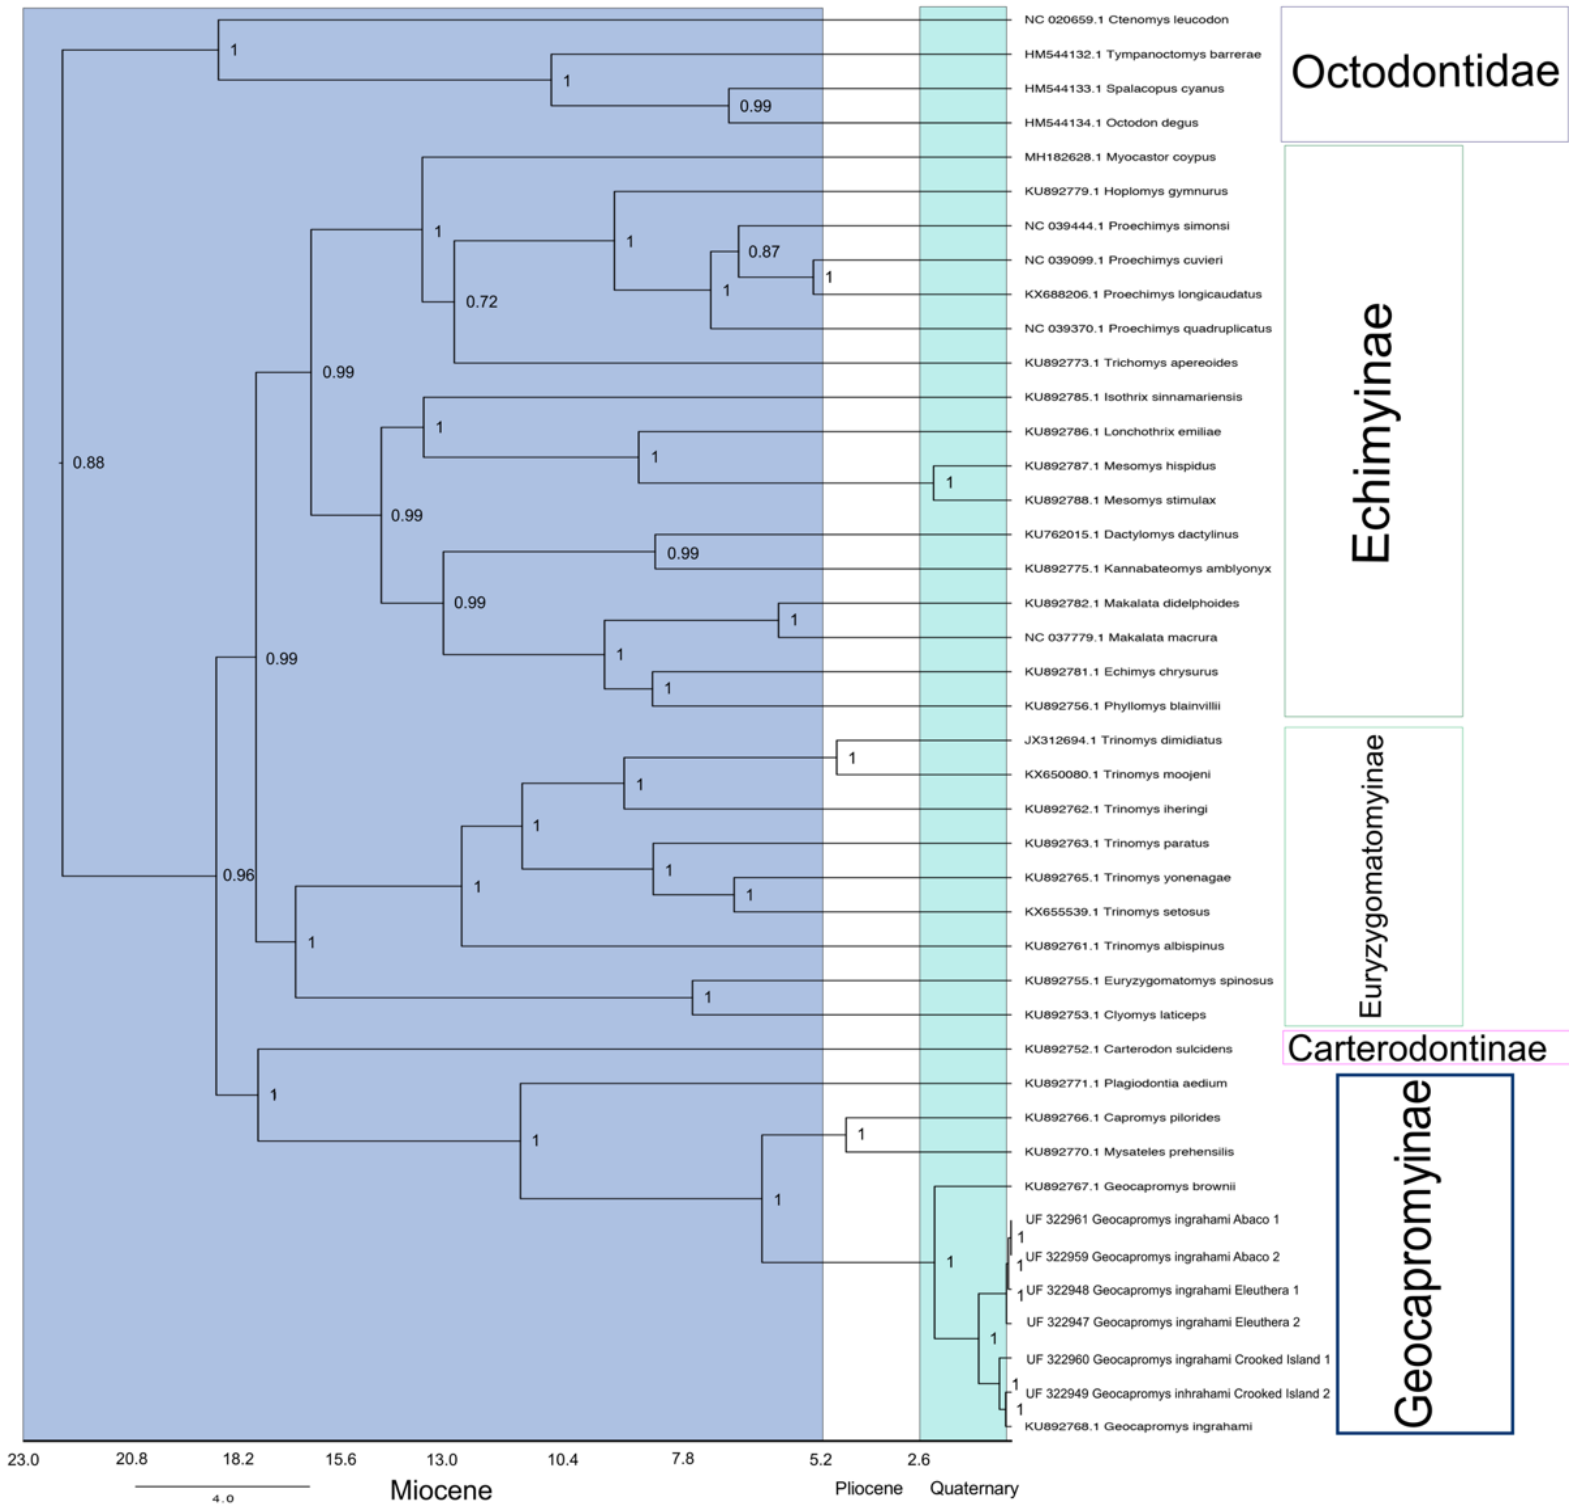 NC 020659.1 Ctenomys leucodon
1
HM544132.1 Tympanoctomys barrerae
Octodontidae
1
HM544133.1 Spalacopus cyanus
0.99
HM544134.1 Octodon degus
MH182628.1 Myocastor coypus
KU892779.1 Hoplomys gymnurus
NC 039444.1 Proechimys simonsi
1
1
0.87
NC 039099.1 Proechimys cuvieri
1
KX688206.1 Proechimys longicaudatus
1
0.72
NC 039370.1 Proechimys quadruplicatus
KU892773.1 Trichomys apereoides
0.99
KU892785.1 Isothrix sinnamariensis
1
KU892786.1 Lonchothrix emiliae
Echimyinae
1
0.88
KU892787.1 Mesomys hispidus
1
KU892788.1 Mesomys stimulax
0.99
KU762015.1 Dactylomys dactylinus
0.99
KU892775.1 Kannabateomys amblyonyx
0.99
KU892782.1 Makalata didelphoides
1
NC 037779.1 Makalata macrura
1
0.99
KU892781.1 Echimys chrysurus
1
KU892756.1 Phyllomys blainvillii
JX312694.1 Trinomys dimidiatus
1
KX650080.1 Trinomys moojeni
1
KU892762.1 Trinomys iheringi
1
KU892763.1 Trinomys paratus
Euryzygomatomyinae
1
0.96
KU892765.1 Trinomys yonenagae
1
1
KX655539.1 Trinomys setosus
1
KU892761.1 Trinomys albispinus
KU892755.1 Euryzygomatomys spinosus
1
KU892753.1 Clyomys laticeps
KU892752.1 Carterodon sulcidens
Carterodontinae
1
KU892771.1 Plagiodontia aedium
KU892766.1 Capromys pilorides
1
1
KU892770.1 Mysateles prehensilis
KU892767.1 Geocapromys brownii
1
UF 322961 Geocapromys ingrahami Abaco 1
1
UF 322959 Geocapromys ingrahami Abaco 2
1
1
UF 322948 Geocapromys ingrahami Eleuthera 1
1
Geocapromyinae
UF 322947 Geocapromys ingrahami Eleuthera 2
1
UF 322960 Geocapromys ingrahami Crooked Island 1
1
UF 322949 Geocapromys inhrahami Crooked Island 2
1
KU892768.1 Geocapromys ingrahami
23.0 20.8 18.2 15.6 13.0 10.4 7.8 5.2 2.6
Miocene Pliocene Quaternary
4.0